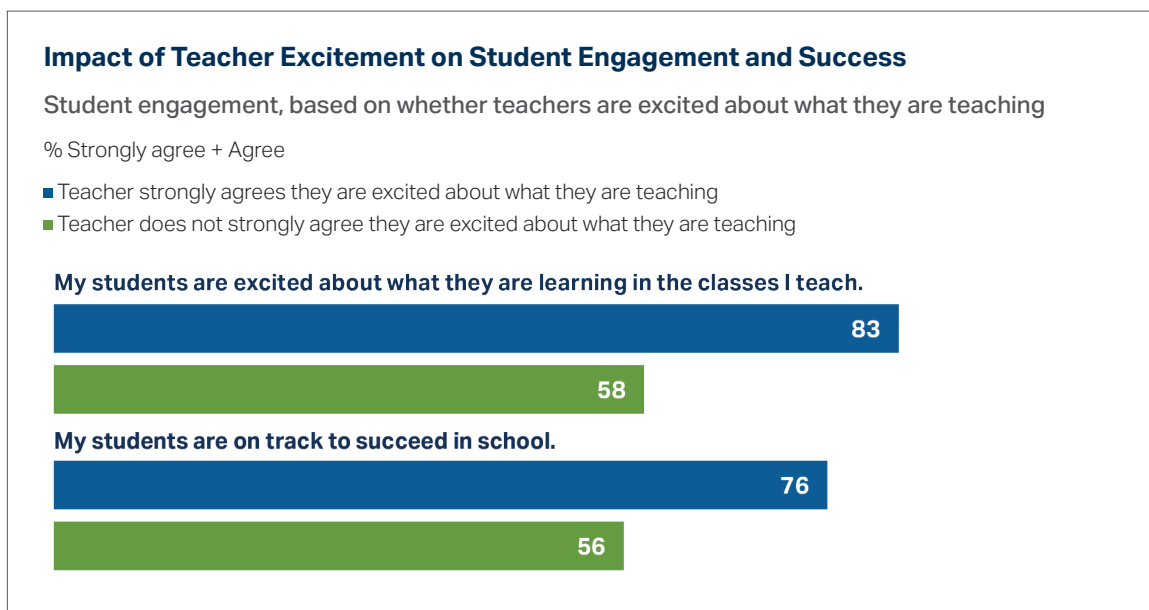 Impact of Teacher Excitement on Student Engagement and Success
Student engagement, based on whether teachers are excited about what they are teaching
% Strongly agree + Agree
Teacher strongly agrees they are excited about what they are teaching
Teacher does not strongly agree they are excited about what they are teaching
My students are excited about what they are learning in the classes I teach.
83
58
My students are on track to succeed in school.
76
56